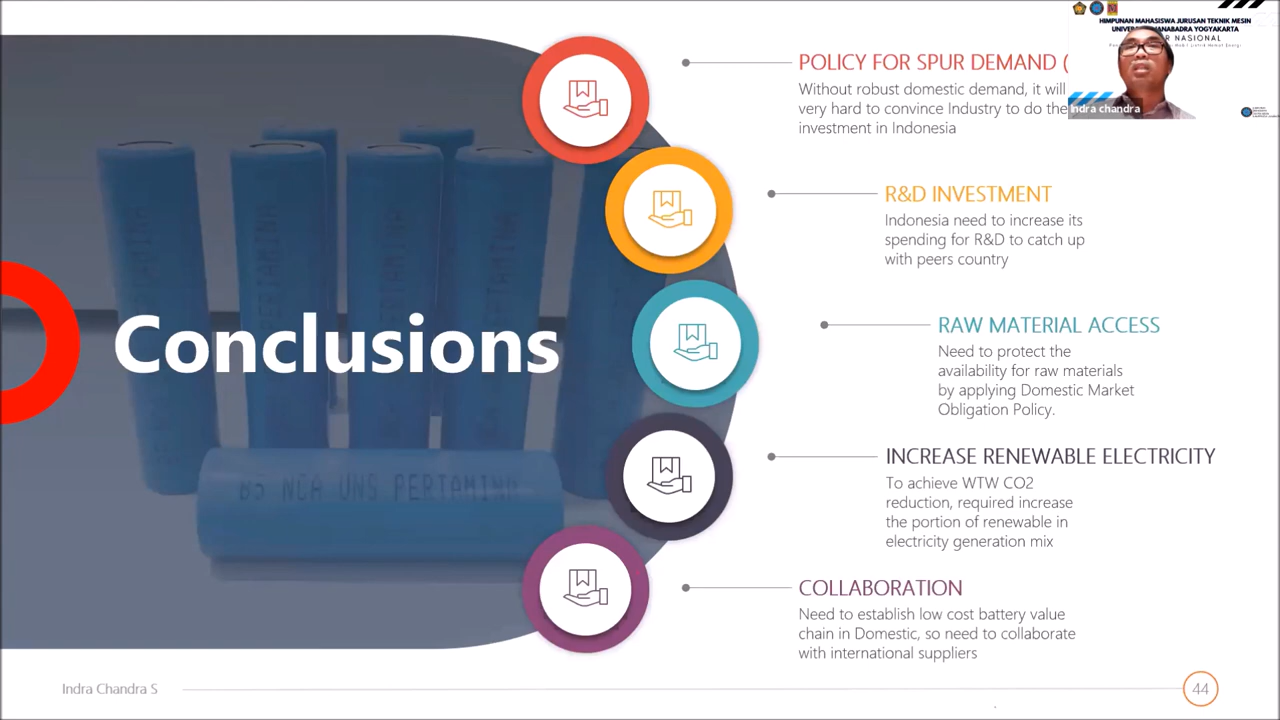 HIMPUNAN MAHASISWA JURUSAN TEKNIK MESIN
NASIONAL
Indra chandra
POLICY FOR SPUR DEMAND (
Without robust domestic demand, it will
very hard to convince Industry to do the
investment in Indonesia
R&D INVESTMENT
Indonesia need to increase its
spending for R&D to catch up
with peers country
Conclusions
RAW MATERIAL ACCESS
Need to protect the
availability for raw materials
by applying Domestic Market
Obligation Policy.
INCREASE RENEWABLE ELECTRICITY
To achieve WTW CO2
reduction, required increase
the portion of renewable in
electricity generation mix
NCA UNS PERTAMINA
COLLABORATION
Need to establish low cost battery value
chain in Domestic, so need to collaborate
with international suppliers
Indra Chandra S
44